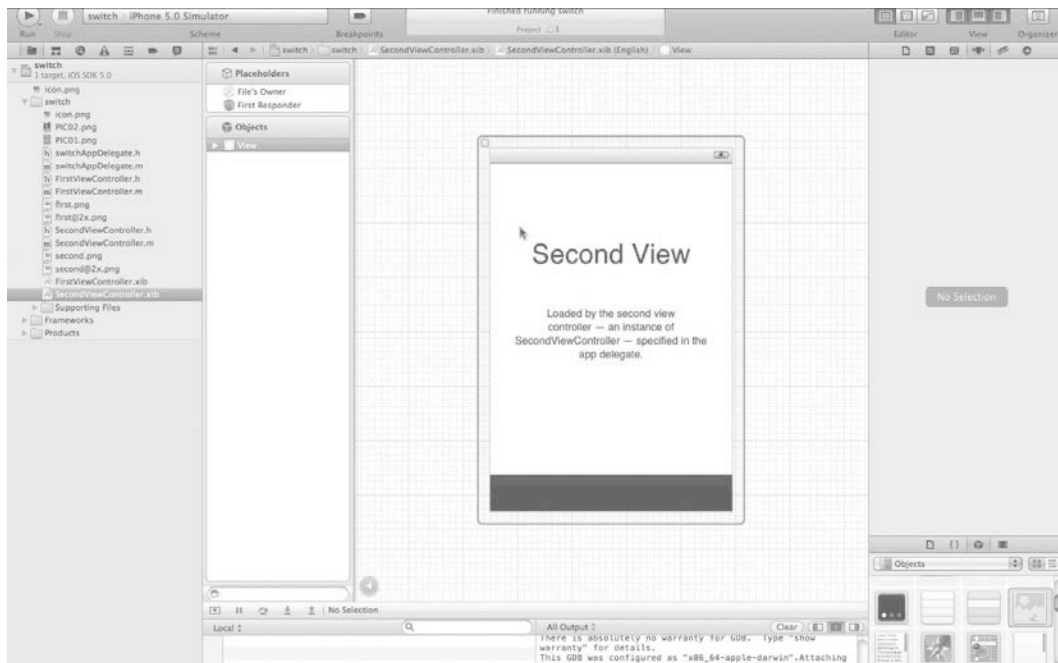 switch iPhone 5.0 Simulator
Finished running switch
Project 1
Run Stop Scheme Breakpoints Editor View Organizer
switch switch SecondViewController.xib SecondViewController.xib (English) View
switch
1 target, iOS SDK 5.0
icon.png
switch
icon.png
PIC02.png
PIC01.png
switchAppDelegate.h
switchAppDelegate.m
FirstViewController.h
FirstViewController.m
first.png
first@2x.png
SecondViewController.h
SecondViewController.m
second.png
second@2x.png
FirstViewController.xib
SecondViewController.xib
Supporting Files
Frameworks
Products
Placeholders
File's Owner
First Responder
Objects
View
Second View
Loaded by the second view
controller — an instance of
SecondViewController — specified in the
app delegate.
No Selection
Objects
No Selection
Local All Output Clear
There is absolutely no warranty for GDB. Type "show
warranty" for details.
This GDB was configured as "x86_64-apple-darwin".Attaching